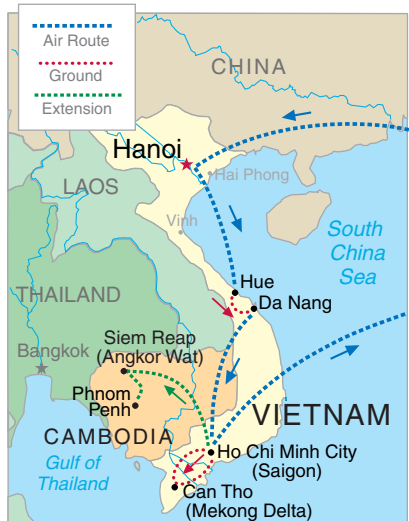 Air Route
Ground
Extension
CHINA
Hanoi
Hai Phong
LAOS
Vinh
South
China
Sea
Hue
Da Nang
THAILAND
Siem Reap
(Angkor Wat)
Bangkok
Phnom
Penh
VIETNAM
CAMBODIA
Ho Chi Minh City
(Saigon)
Gulf of
Thailand
Can Tho
(Mekong Delta)